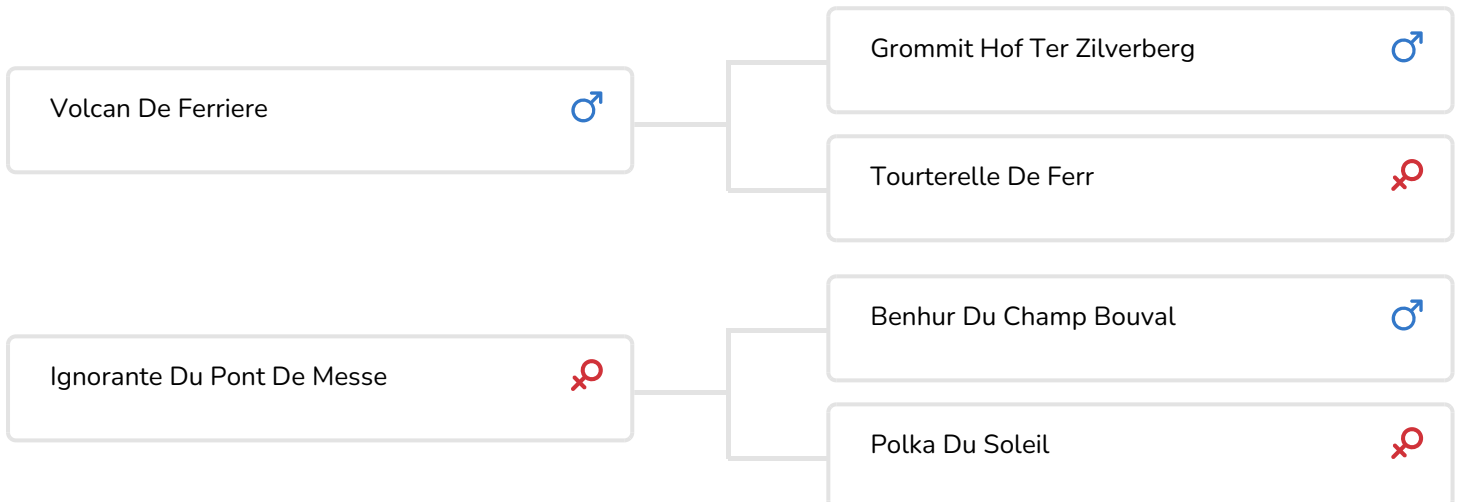 Grommit Hof Ter Zilverberg
Volcan De Ferriere
Tourterelle De Ferr
Benhur Du Champ Bouval
Ignorante Du Pont De Messe
Polka Du Soleil